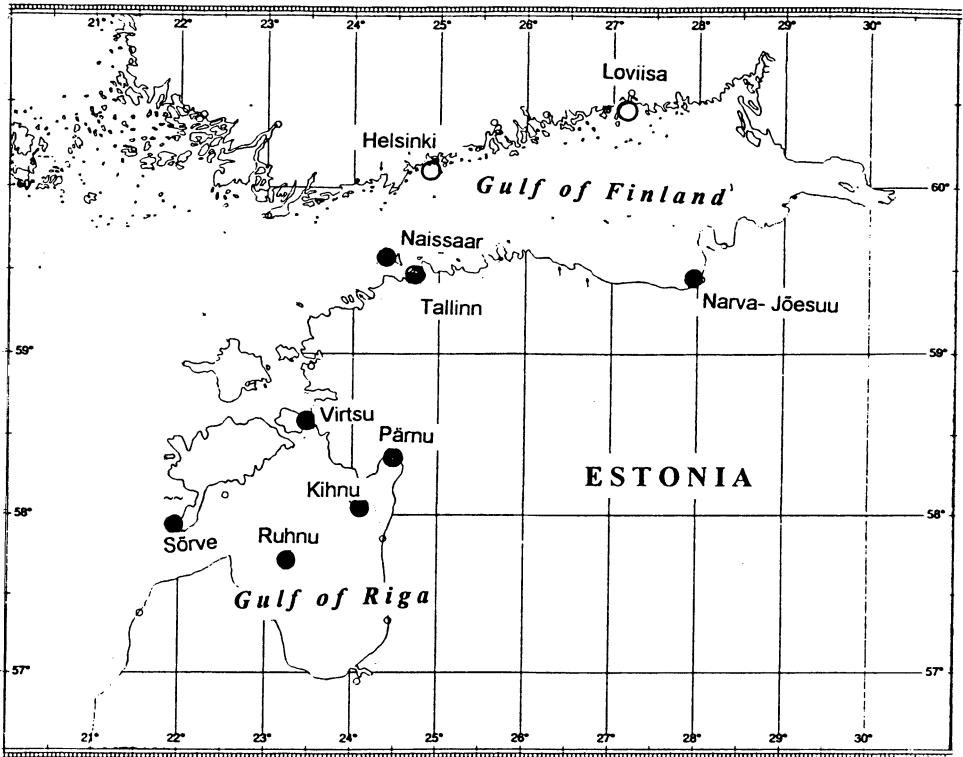 21° 22° 23° 24° 25° 26° 27° 28° 29° 30°
Loviisa
Helsinki
60° Gulf of Finland 60°
Naissaar
Tallinn
Narva- Jõesuu
59° 59°
Virtsu
Pärnu
ESTONIA
Kihnu
58° 58°
Sõrve
Ruhnu
Gulf of Riga
57° 57°
21° 22° 23° 24° 25° 26° 27° 28° 29° 30°